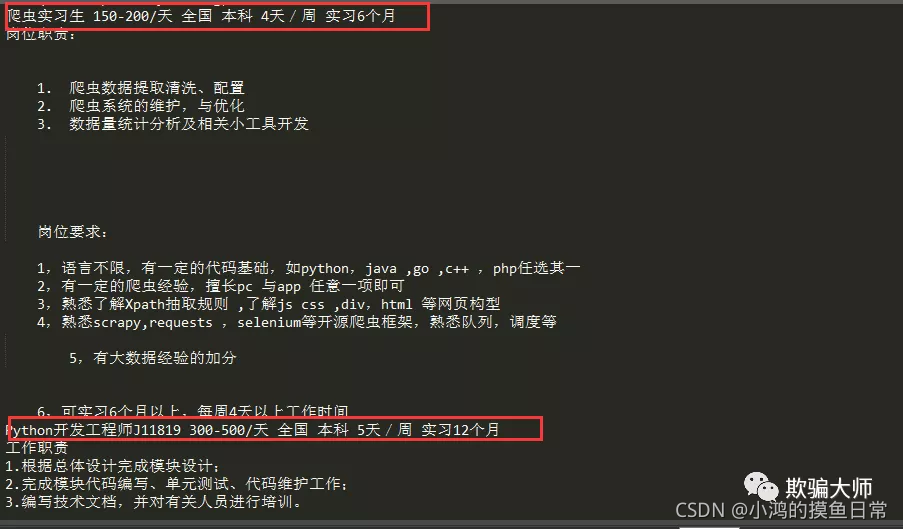 爬虫实习生 150-200/天 全国 本科 4天／周 实习6个月
岗位职责：
1. 爬虫数据提取清洗、配置
2. 爬虫系统的维护，与优化
3. 数据量统计分析及相关小工具开发
岗位要求：
1，语言不限，有一定的代码基础，如python，java ,go ,c++ ，php任选其一
2，有一定的爬虫经验，擅长pc 与app 任意一项即可
3，熟悉了解Xpath抽取规则 ,了解js css ,div，html 等网页构型
4，熟悉scrapy,requests ，selenium等开源爬虫框架，熟悉队列，调度等
5，有大数据经验的加分
6，可实习6个月以上，每周4天以上工作时间
Python开发工程师J11819 300-500/天 全国 本科 5天／周 实习12个月
工作职责
1.根据总体设计完成模块设计；
2.完成模块代码编写、单元测试、代码维护工作；
3.编写技术文档，并对有关人员进行培训。
欺骗大师
CSDN @小鸿的摸鱼日常